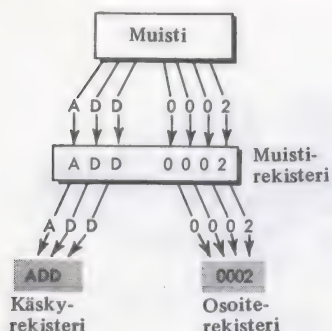 Muisti
A D D 0 0 0 2
A D D 0 0 0 2
Muisti-
rekisteri
A D D 0 0 0 2
ADD 0002
Käsky-
rekisteri
Osoite-
rekisteri